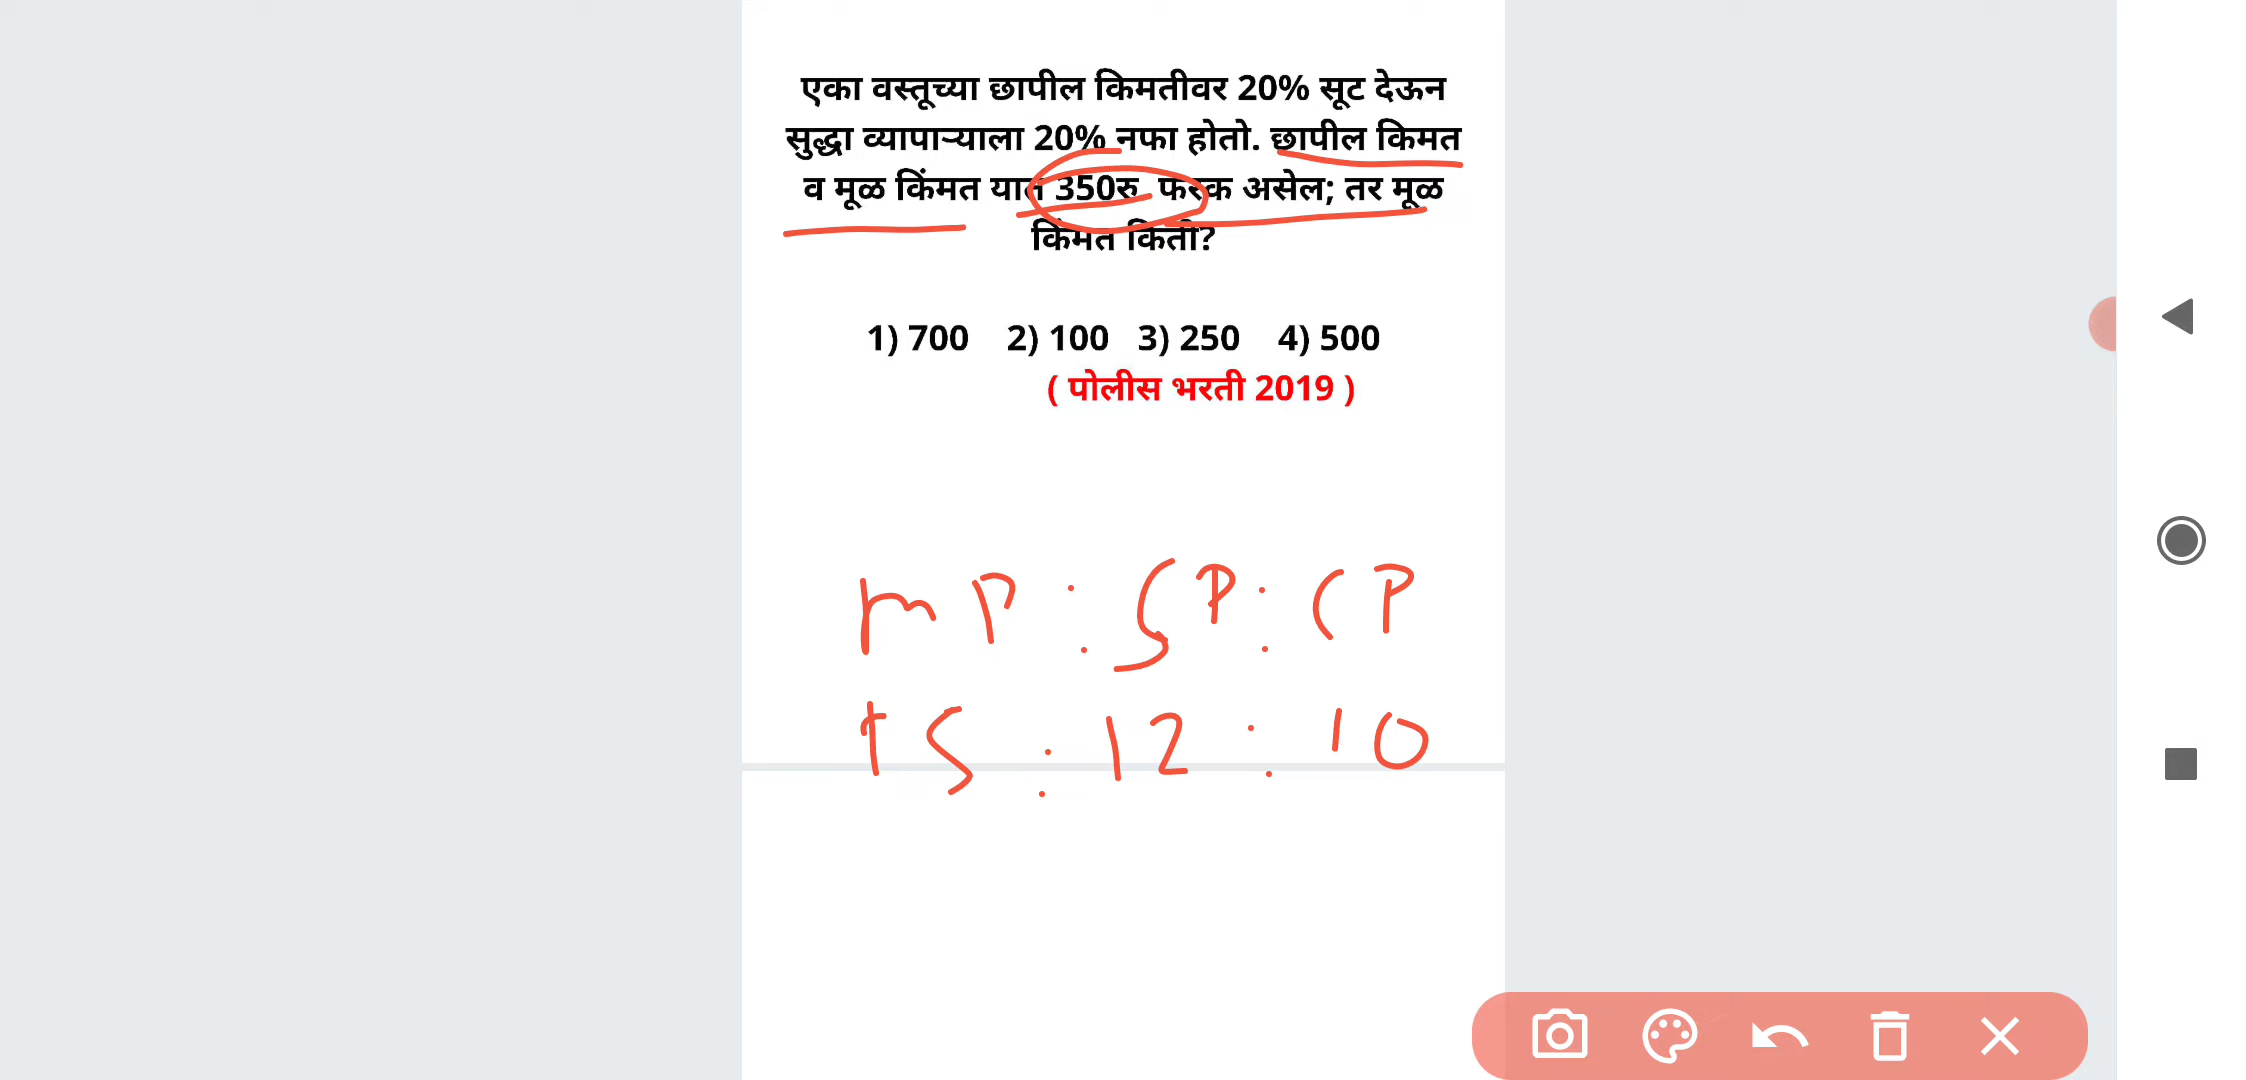 एका वस्तूच्या छापील किमतीवर 20% सूट देऊन
सुद्धा व्यापाऱ्याला 20% नफा होतो. छापील किमत
व मूळ किंमत यात 350रु फरक असेल; तर मूळ
किंमत किती?
1) 700 2) 100 3) 250 4) 500
( पोलीस भरती 2019 )
MP : SP : CP
15 : 12 : 10